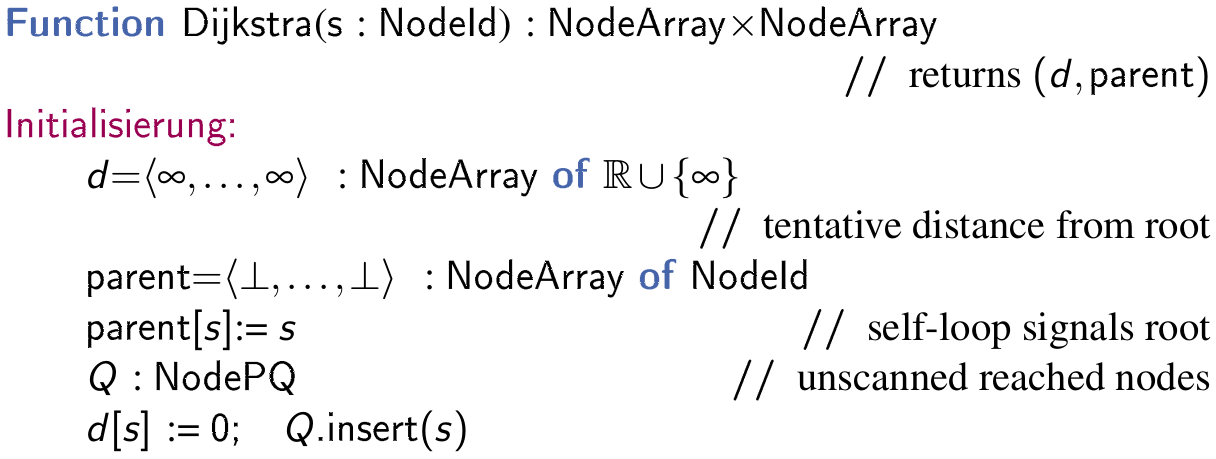 Function Dijkstra(s : NodeId) : NodeArray×NodeArray
// returns (d,parent)
Initialisierung:
d=⟨∞,…,∞⟩ : NodeArray of ℝ∪{∞}
// tentative distance from root
parent=⟨⊥,…,⊥⟩ : NodeArray of NodeId
parent[s]:= s // self-loop signals root
Q : NodePQ // unscanned reached nodes
d[s] := 0; Q.insert(s)